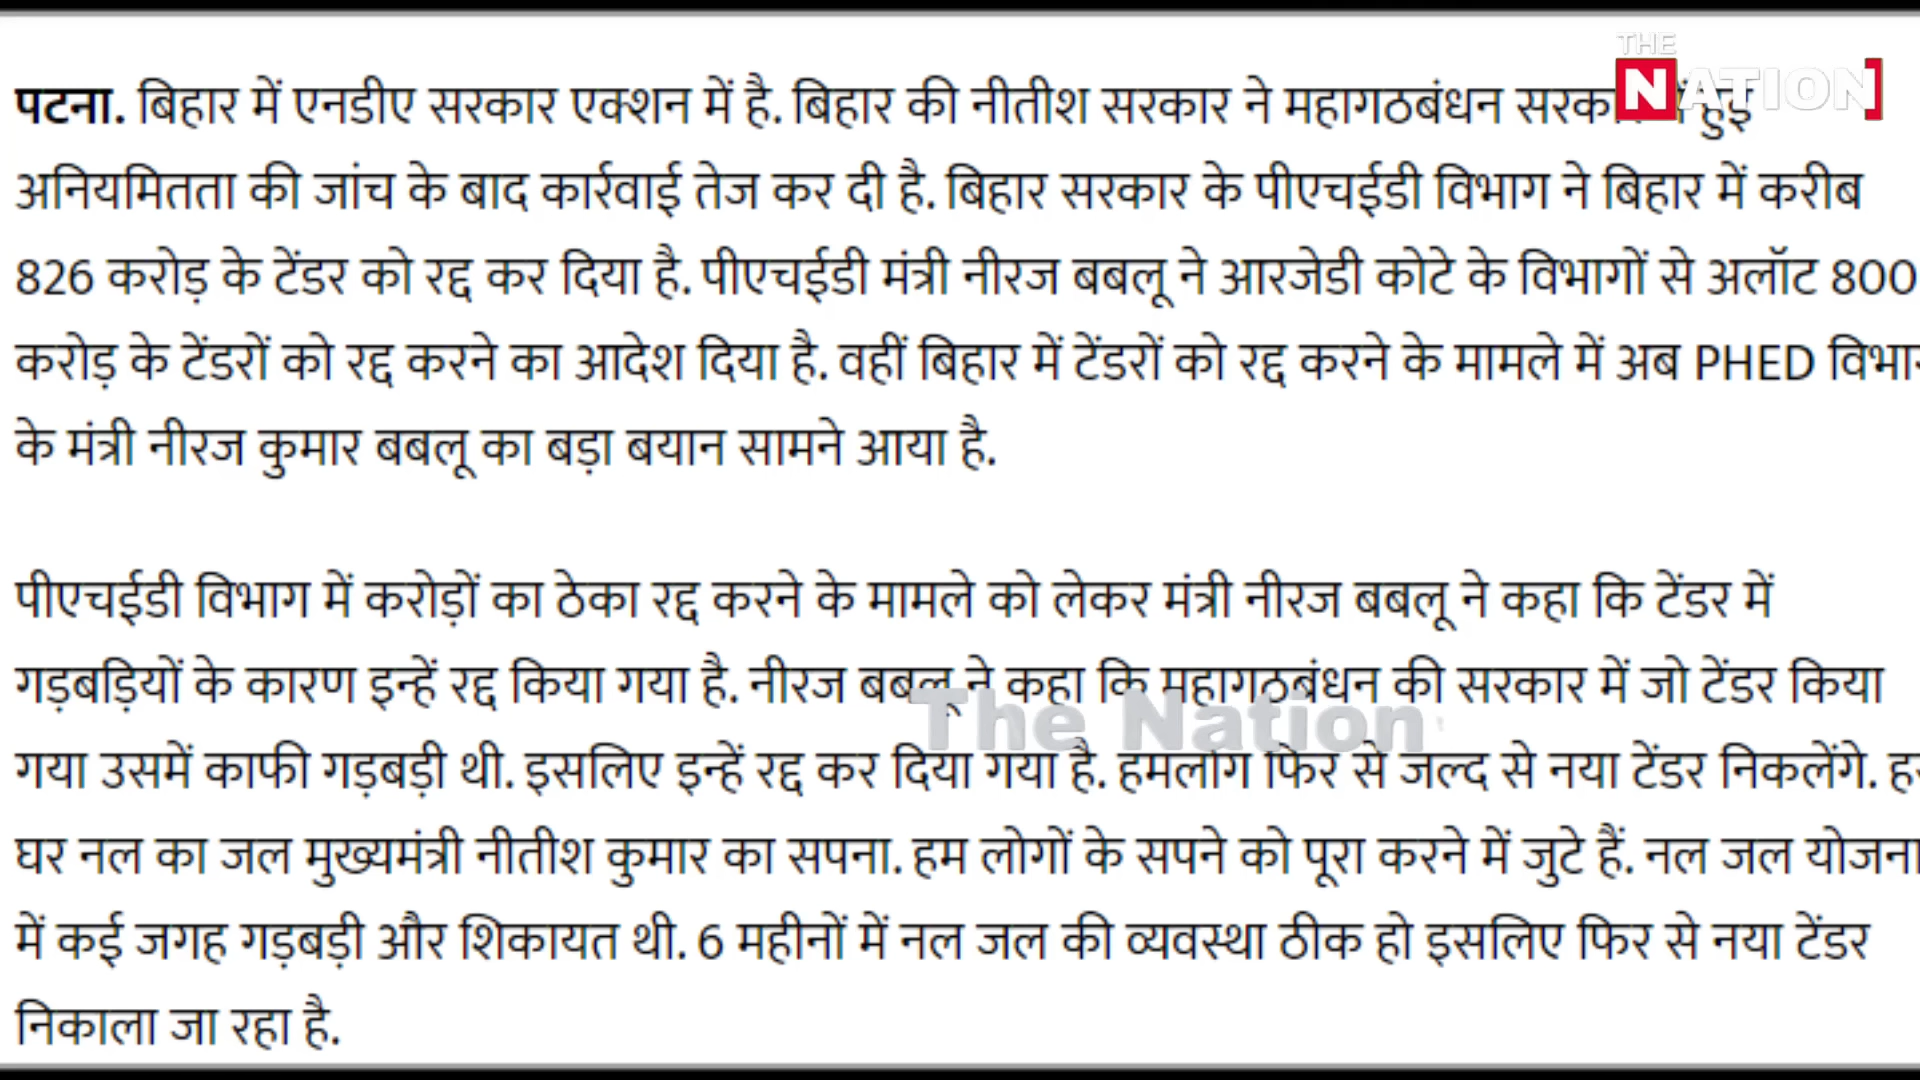 THE
NATION
पटना. बिहार में एनडीए सरकार एक्शन में है. बिहार की नीतीश सरकार ने महागठबंधन हुई
अनियमितता की जांच के बाद कार्रवाई तेज कर दी है. बिहार सरकार के पीएचईडी विभाग ने बिहार में करीब
826 करोड़ के टेंडर को रद्द कर दिया है. पीएचईडी मंत्री नीरज बबलू ने आरजेडी कोटे के विभागों से अलॉट 800
करोड़ के टेंडरों को रद्द करने का आदेश दिया है. वहीं बिहार में टेंडरों को रद्द करने के मामले में अब PHED
के मंत्री नीरज कुमार बबलू का बड़ा बयान सामने आया है.
पीएचईडी विभाग में करोड़ों का ठेका रद्द करने के मामले को लेकर मंत्री नीरज बबलू ने कहा कि टेंडर में
गड़बड़ियों के कारण इन्हें रद्द किया गया है. नीरज बबलू ने कहा कि महागठबंधन की सरकार में जो टेंडर किया
The Nation
गया उसमें काफी गड़बड़ी थी. इसलिए इन्हें रद्द कर दिया गया है. हमलोग फिर से जल्द से नया टेंडर निकलेंगे.
घर नल का जल मुख्यमंत्री नीतीश कुमार का सपना. हम लोगों के सपने को पूरा करने में जुटे हैं. नल जल योजना
में कई जगह गड़बड़ी और शिकायत थी. 6 महीनों में नल जल की व्यवस्था ठीक हो इसलिए फिर से नया टेंडर
निकाला जा रहा है.